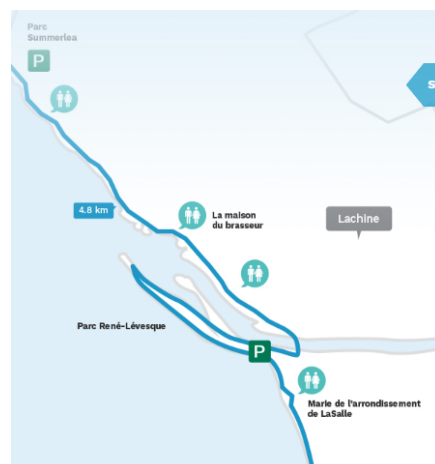 Parc
Summerlea
P
S
4.8 km
La maison
du brasseur
Lachine
Parc René-Lévesque
P
Marie de l'arrondissement
de LaSalle